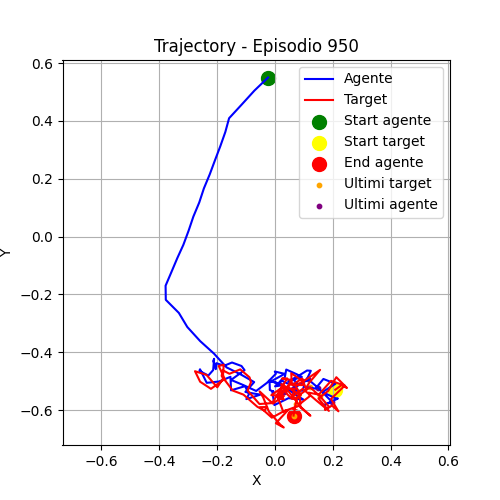 Trajectory - Episodio 950
Agente
Target
Start agente
Start target
End agente
Ultimi target
Ultimi agente
0.6
0.4
0.2
0.0
−0.2
−0.4
−0.6
Y
−0.6
−0.4
−0.2
0.0
0.2
0.4
0.6
X